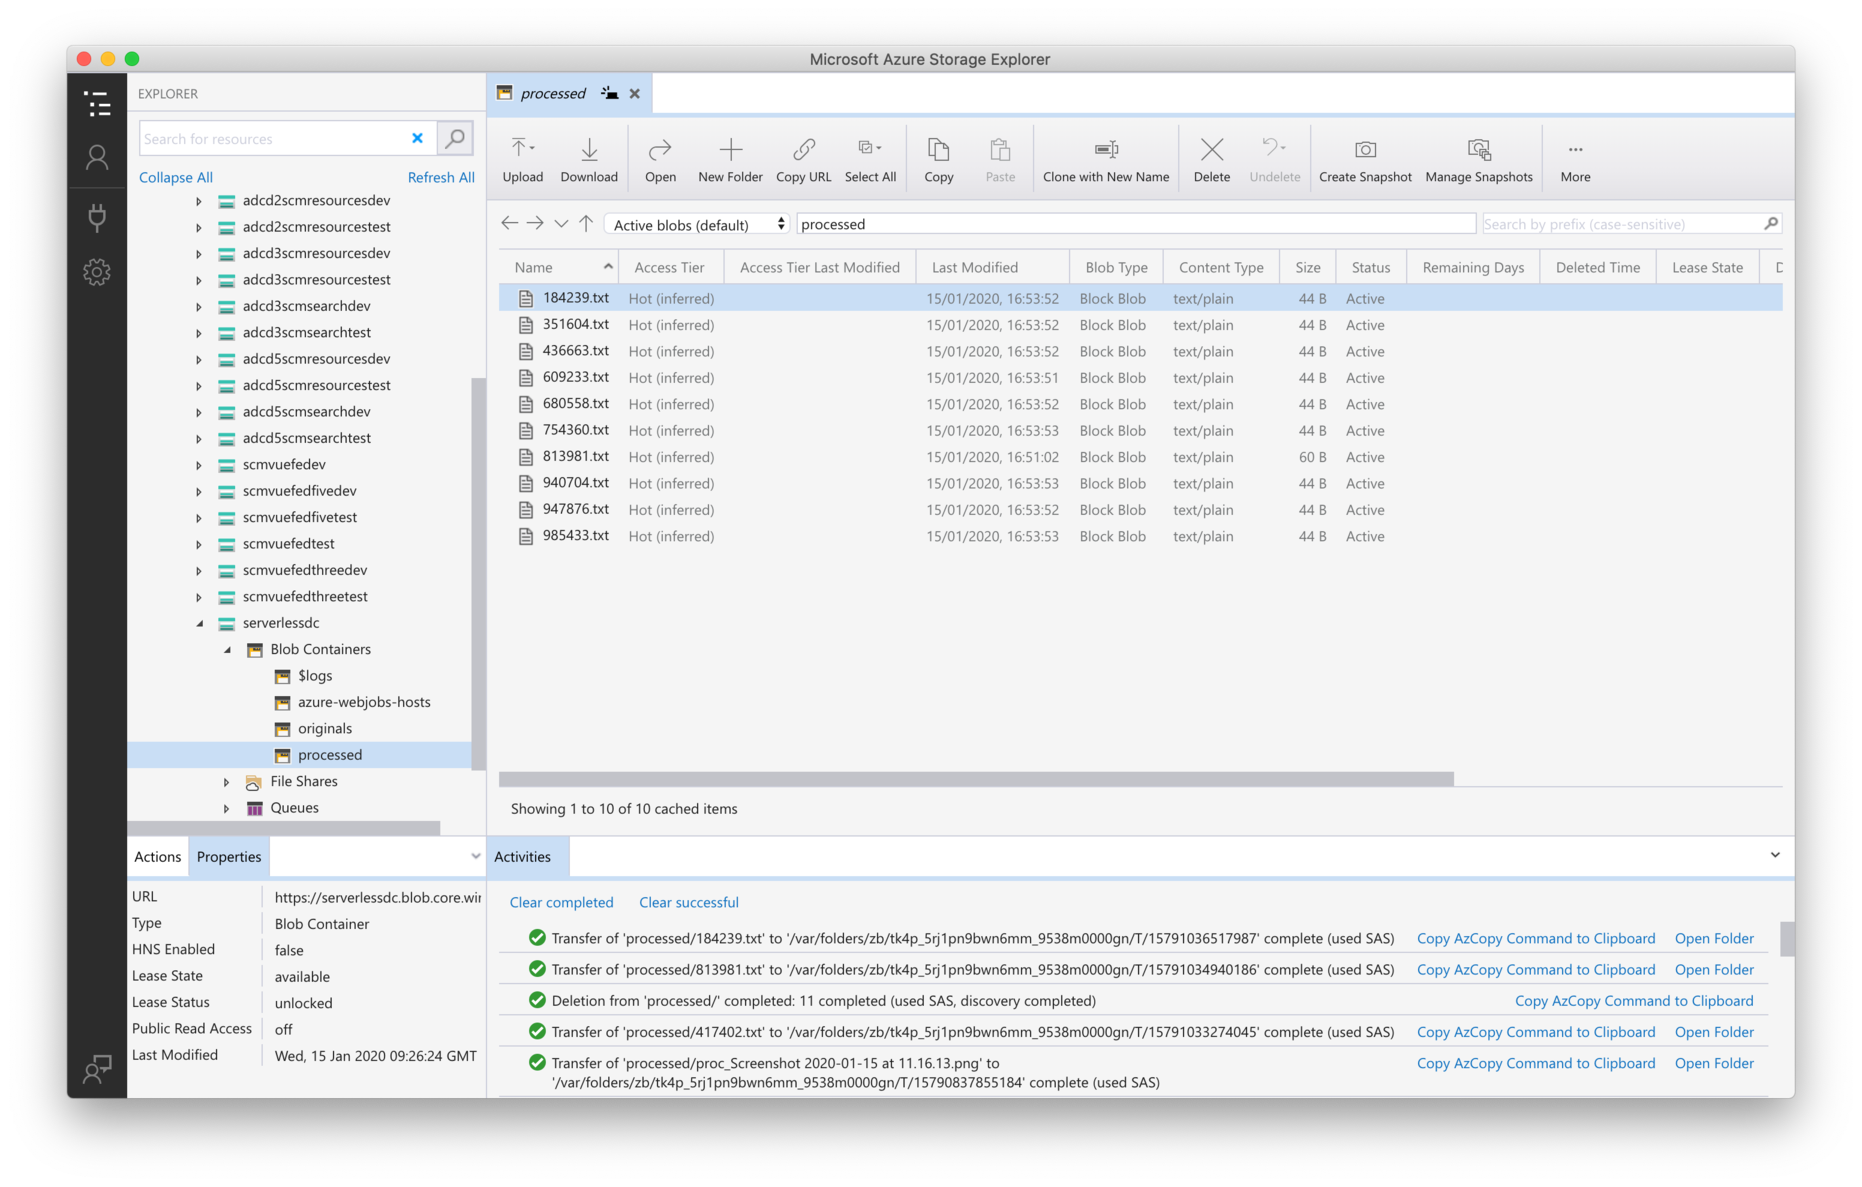 Microsoft Azure Storage Explorer
EXPLORER
Search for resources
Collapse All Refresh All
adcd2scmresourcesdev
adcd2scmresourcestest
adcd3scmresourcesdev
adcd3scmresourcestest
adcd3scmsearchdev
adcd3scmsearchtest
adcd5scmresourcesdev
adcd5scmresourcestest
adcd5scmsearchdev
adcd5scmsearchtest
scmvuefedev
scmvuefedfivedev
scmvuefedfivetest
scmvuefedtest
scmvuefedthreedev
scmvuefedthreetest
serverlessdc
Blob Containers
$logs
azure-webjobs-hosts
originals
processed
File Shares
Queues
Actions Properties
URL https://serverlessdc.blob.core.wir
Type Blob Container
HNS Enabled false
Lease State available
Lease Status unlocked
Public Read Access off
Last Modified Wed, 15 Jan 2020 09:26:24 GMT
processed
Upload Download Open New Folder Copy URL Select All Copy Paste Clone with New Name Delete Undelete Create Snapshot Manage Snapshots More
Active blobs (default) processed Search by prefix (case-sensitive)
Name Access Tier Access Tier Last Modified Last Modified Blob Type Content Type Size Status Remaining Days Deleted Time Lease State D
184239.txt Hot (inferred) 15/01/2020, 16:53:52 Block Blob text/plain 44 B Active
351604.txt Hot (inferred) 15/01/2020, 16:53:52 Block Blob text/plain 44 B Active
436663.txt Hot (inferred) 15/01/2020, 16:53:52 Block Blob text/plain 44 B Active
609233.txt Hot (inferred) 15/01/2020, 16:53:51 Block Blob text/plain 44 B Active
680558.txt Hot (inferred) 15/01/2020, 16:53:52 Block Blob text/plain 44 B Active
754360.txt Hot (inferred) 15/01/2020, 16:53:53 Block Blob text/plain 44 B Active
813981.txt Hot (inferred) 15/01/2020, 16:51:02 Block Blob text/plain 60 B Active
940704.txt Hot (inferred) 15/01/2020, 16:53:53 Block Blob text/plain 44 B Active
947876.txt Hot (inferred) 15/01/2020, 16:53:52 Block Blob text/plain 44 B Active
985433.txt Hot (inferred) 15/01/2020, 16:53:53 Block Blob text/plain 44 B Active
Showing 1 to 10 of 10 cached items
Activities
Clear completed Clear successful
Transfer of 'processed/184239.txt' to '/var/folders/zb/tk4p_5rj1pn9bwn6mm_9538m0000gn/T/15791036517987' complete (used SAS) Copy AzCopy Command to Clipboard Open Folder
Transfer of 'processed/813981.txt' to '/var/folders/zb/tk4p_5rj1pn9bwn6mm_9538m0000gn/T/15791034940186' complete (used SAS) Copy AzCopy Command to Clipboard Open Folder
Deletion from 'processed/' completed: 11 completed (used SAS, discovery completed) Copy AzCopy Command to Clipboard
Transfer of 'processed/417402.txt' to '/var/folders/zb/tk4p_5rj1pn9bwn6mm_9538m0000gn/T/15791033274045' complete (used SAS) Copy AzCopy Command to Clipboard Open Folder
Transfer of 'processed/proc_Screenshot 2020-01-15 at 11.16.13.png' to Copy AzCopy Command to Clipboard Open Folder
'/var/folders/zb/tk4p_5rj1pn9bwn6mm_9538m0000gn/T/15790837855184' complete (used SAS)